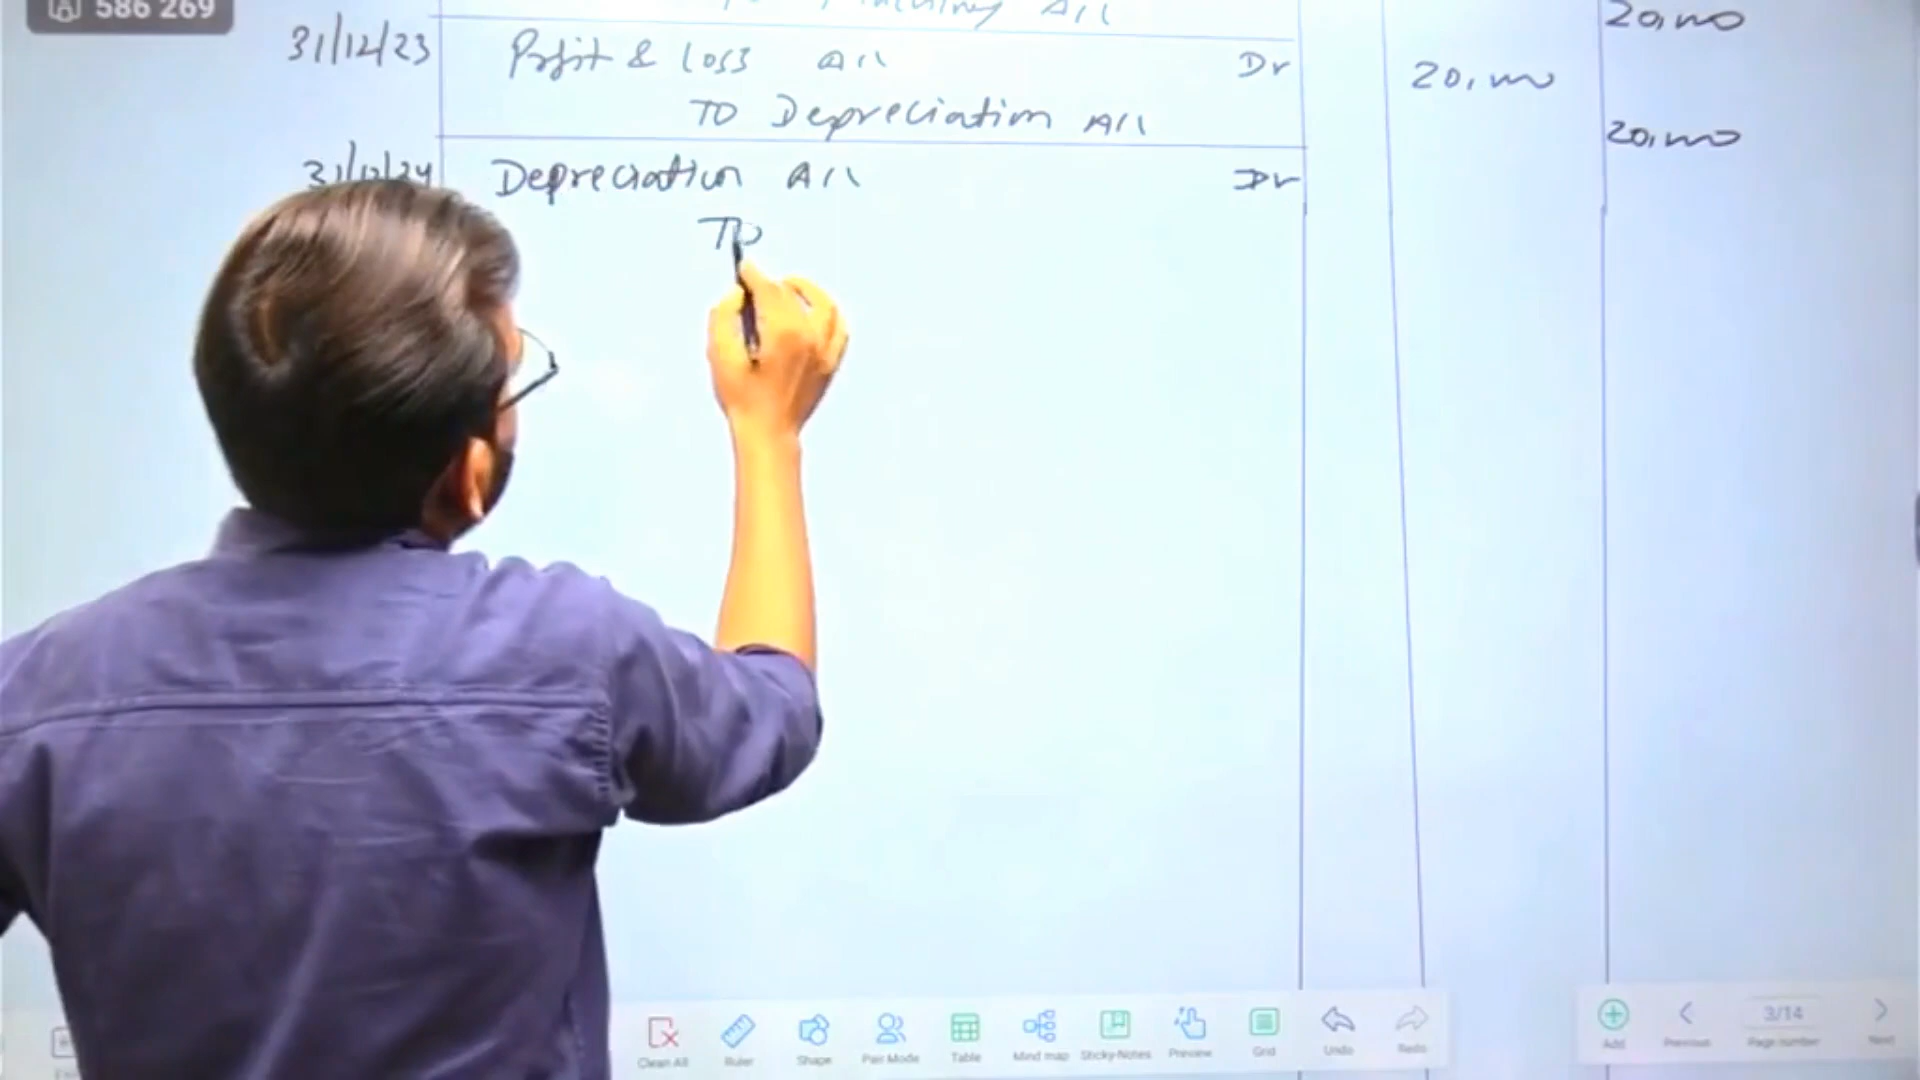 586 269
A/c
20,000
31/12/23 Profit & Loss A/c Dr 20,000
To Depreciation A/c 20,000
31/12/24 Depreciation A/c Dr
To
Clean All Ruler Shape Pair Mode Table Mind map Sticky-Notes Preview Grid Undo Redo
Add Previous 3/14 Page number Next